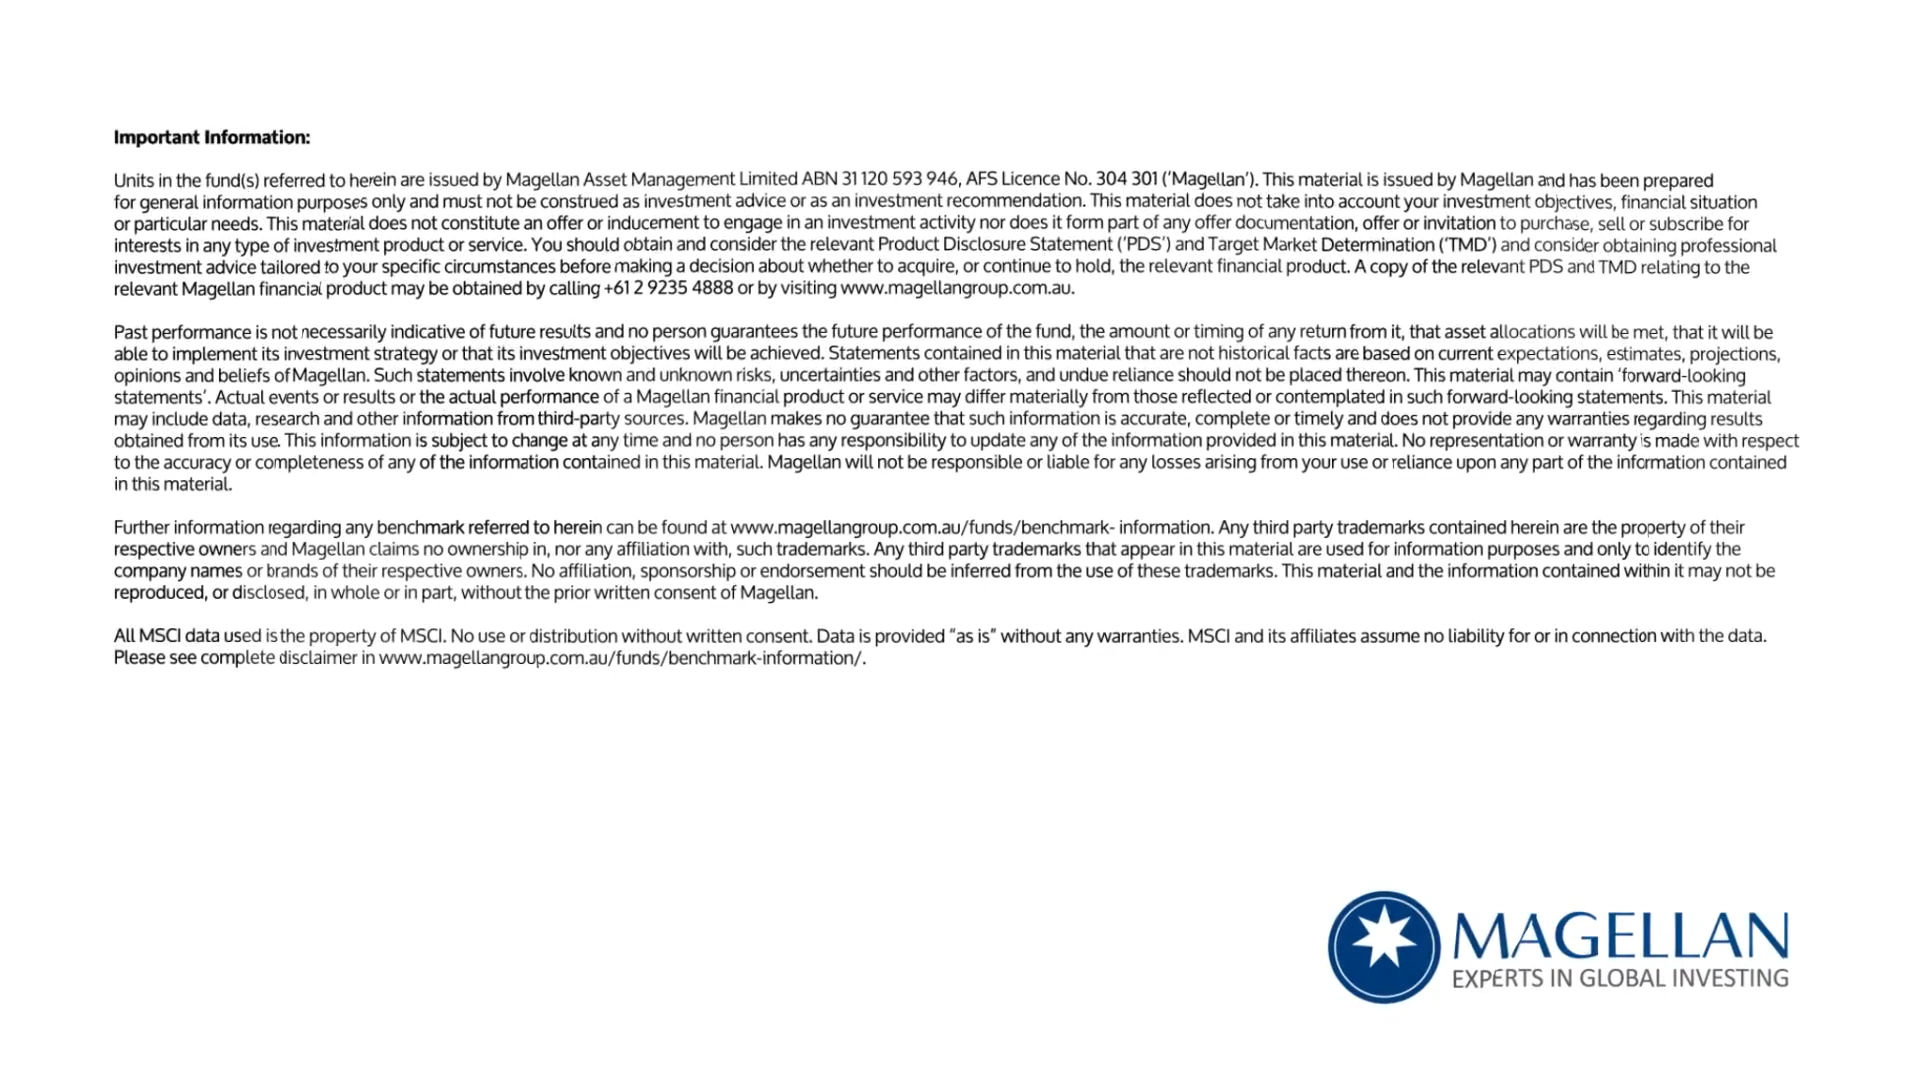 Important Information:
Units in the fund(s) referred to herein are issued by Magellan Asset Management Limited ABN 31 120 593 946, AFS Licence No. 304 301 (‘Magellan’). This material is issued by Magellan and has been prepared
for general information purposes only and must not be construed as investment advice or as an investment recommendation. This material does not take into account your investment objectives, financial situation
or particular needs. This material does not constitute an offer or inducement to engage in an investment activity nor does it form part of any offer documentation, offer or invitation to purchase, sell or subscribe for
interests in any type of investment product or service. You should obtain and consider the relevant Product Disclosure Statement (‘PDS’) and Target Market Determination (‘TMD’) and consider obtaining professional
investment advice tailored to your specific circumstances before making a decision about whether to acquire, or continue to hold, the relevant financial product. A copy of the relevant PDS and TMD relating to the
relevant Magellan financial product may be obtained by calling +61 2 9235 4888 or by visiting www.magellangroup.com.au.
Past performance is not necessarily indicative of future results and no person guarantees the future performance of the fund, the amount or timing of any return from it, that asset allocations will be met, that it will be
able to implement its investment strategy or that its investment objectives will be achieved. Statements contained in this material that are not historical facts are based on current expectations, estimates, projections,
opinions and beliefs of Magellan. Such statements involve known and unknown risks, uncertainties and other factors, and undue reliance should not be placed thereon. This material may contain ‘forward-looking
statements’. Actual events or results or the actual performance of a Magellan financial product or service may differ materially from those reflected or contemplated in such forward-looking statements. This material
may include data, research and other information from third-party sources. Magellan makes no guarantee that such information is accurate, complete or timely and does not provide any warranties regarding results
obtained from its use. This information is subject to change at any time and no person has any responsibility to update any of the information provided in this material. No representation or warranty is made with respect
to the accuracy or completeness of any of the information contained in this material. Magellan will not be responsible or liable for any losses arising from your use or reliance upon any part of the information contained
in this material.
Further information regarding any benchmark referred to herein can be found at www.magellangroup.com.au/funds/benchmark- information. Any third party trademarks contained herein are the property of their
respective owners and Magellan claims no ownership in, nor any affiliation with, such trademarks. Any third party trademarks that appear in this material are used for information purposes and only to identify the
company names or brands of their respective owners. No affiliation, sponsorship or endorsement should be inferred from the use of these trademarks. This material and the information contained within it may not be
reproduced, or disclosed, in whole or in part, without the prior written consent of Magellan.
All MSCI data used is the property of MSCI. No use or distribution without written consent. Data is provided “as is” without any warranties. MSCI and its affiliates assume no liability for or in connection with the data.
Please see complete disclaimer in www.magellangroup.com.au/funds/benchmark-information/.
MAGELLAN
EXPERTS IN GLOBAL INVESTING